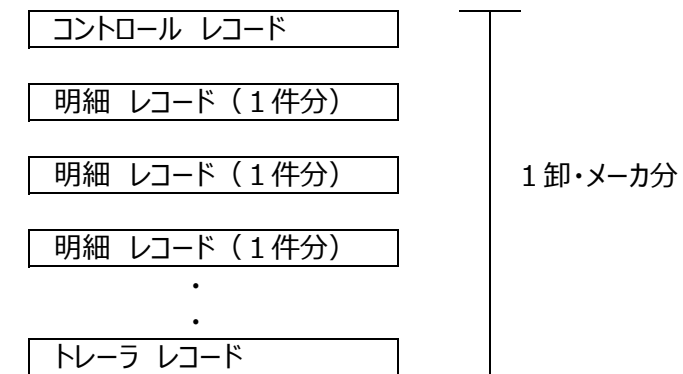 コントロール レコード
明細 レコード（１件分）
明細 レコード（１件分）
１卸・メーカ分
明細 レコード（１件分）
・
・
トレーラ レコード